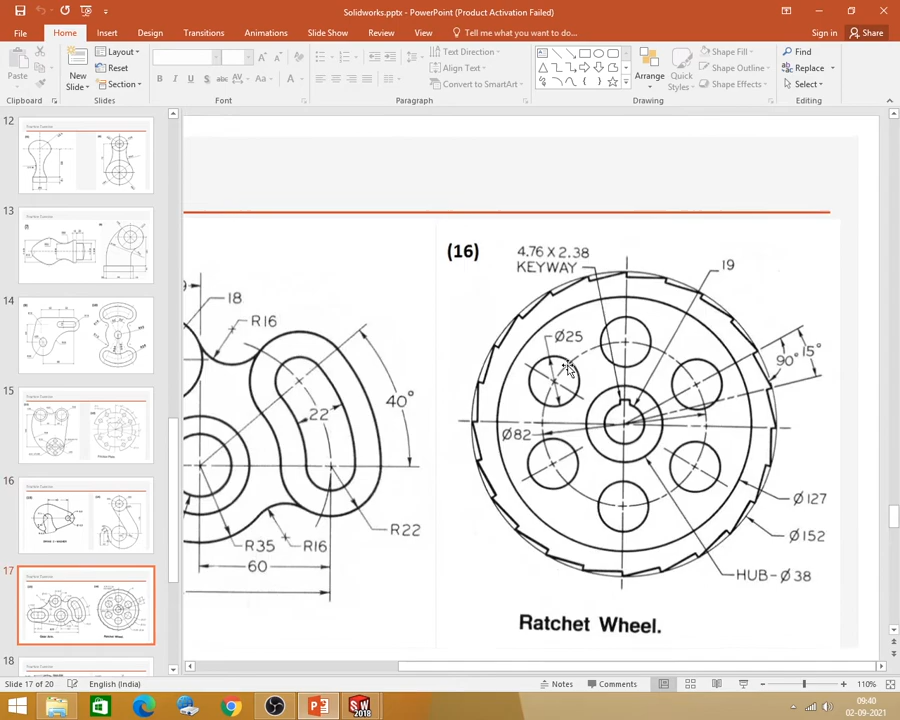 Solidworks.pptx - PowerPoint (Product Activation Failed)
File Home Insert Design Transitions Animations Slide Show Review View Tell me what you want to do... Sign in Share
Paste New Slide Layout Reset Section
B I U S abc AV Aa A
Text Direction Align Text Convert to SmartArt
Arrange Quick Styles Shape Fill Shape Outline Shape Effects
Find Replace Select
Clipboard Slides Font Paragraph Drawing Editing
12
13
14
15
16
17
18
18
R16
40°
22
R22
R35
R16
60
(16)
4.76 X 2.38
KEYWAY
19
Ø25
90°
15°
Ø82
Ø127
Ø152
HUB-Ø38
Ratchet Wheel.
Slide 17 of 20 English (India) Notes Comments 110%
2018
09:40
02-09-2021